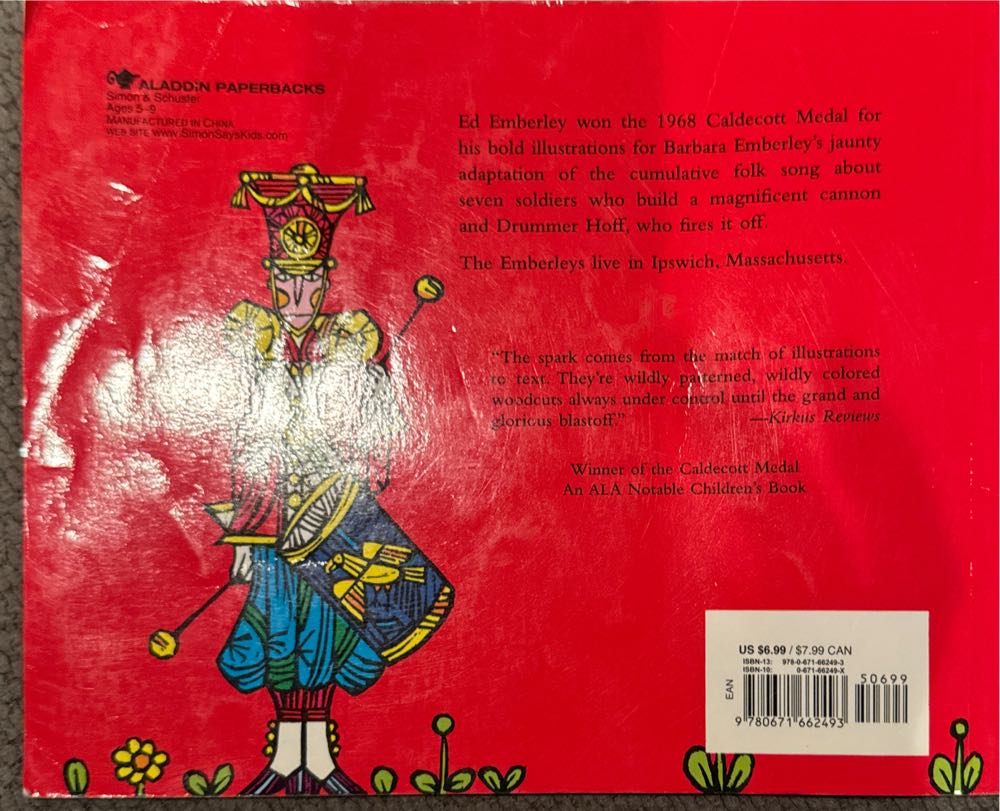 ALADDIN PAPERBACKS
Simon & Schuster
Ages 5–9
MANUFACTURED IN CHINA
WEB SITE www.SimonSaysKids.com
Ed Emberley won the 1968 Caldecott Medal for
his bold illustrations for Barbara Emberley's jaunty
adaptation of the cumulative folk song about
seven soldiers who build a magnificent cannon
and Drummer Hoff, who fires it off.
The Emberleys live in Ipswich, Massachusetts.
"The spark comes from the match of illustrations
to text. They're wildly patterned, wildly colored
woodcuts always under control until the grand and
glorious blastoff."
—Kirkus Reviews
Winner of the Caldecott Medal
An ALA Notable Children's Book
US $6.99 / $7.99 CAN
ISBN-13: 978-0-671-66249-3
ISBN-10: 0-671-66249-X
50699
EAN
9 780671 662493